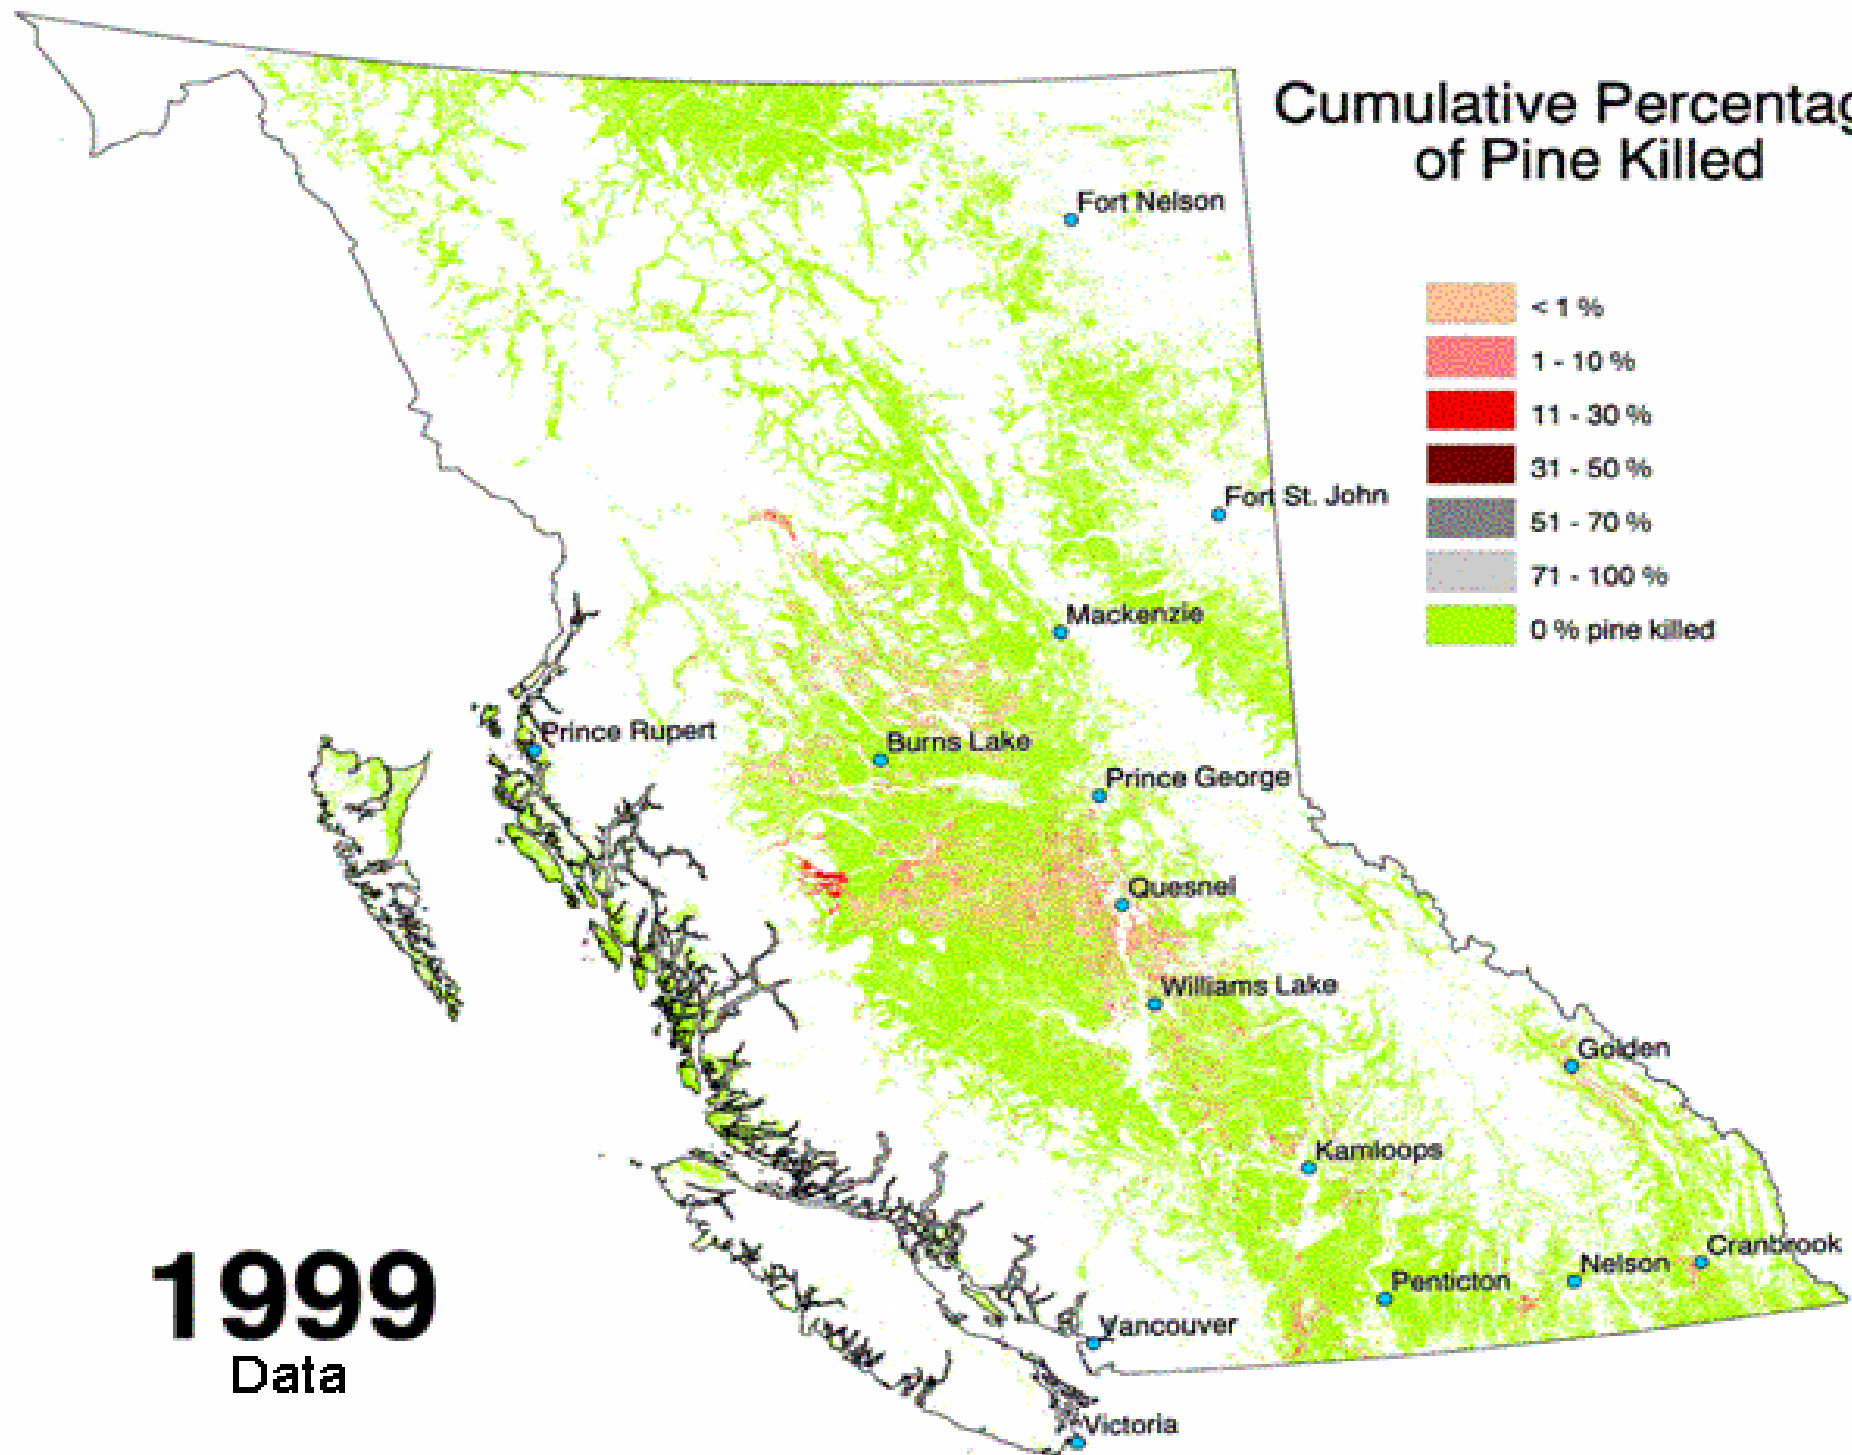 Cumulative Percentag
of Pine Killed
Fort Nelson
< 1 %
1 - 10 %
11 - 30 %
31 - 50 %
Fort St. John
51 - 70 %
71 - 100 %
Mackenzie
0 % pine killed
Prince Rupert
Burns Lake
Prince George
Quesnel
Williams Lake
Golden
Kamloops
Cranbrook
Nelson
Penticton
Vancouver
1999
Data
Victoria